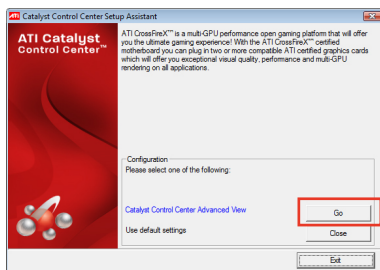 ATI Catalyst Control Center Setup Assistant
ATI Catalyst
Control Center™
ATI CrossFireX™ is a multi-GPU performance open gaming platform that will offer
you the ultimate gaming experience! With the ATI CrossFireX™ certified
motherboard you can plug in two or more compatible ATI certified graphics cards
which will offer you exceptional visual quality, performance and multi-GPU
rendering on all applications.
Configuration
Please select one of the following:
Catalyst Control Center Advanced View
Go
Use default settings
Close
Exit